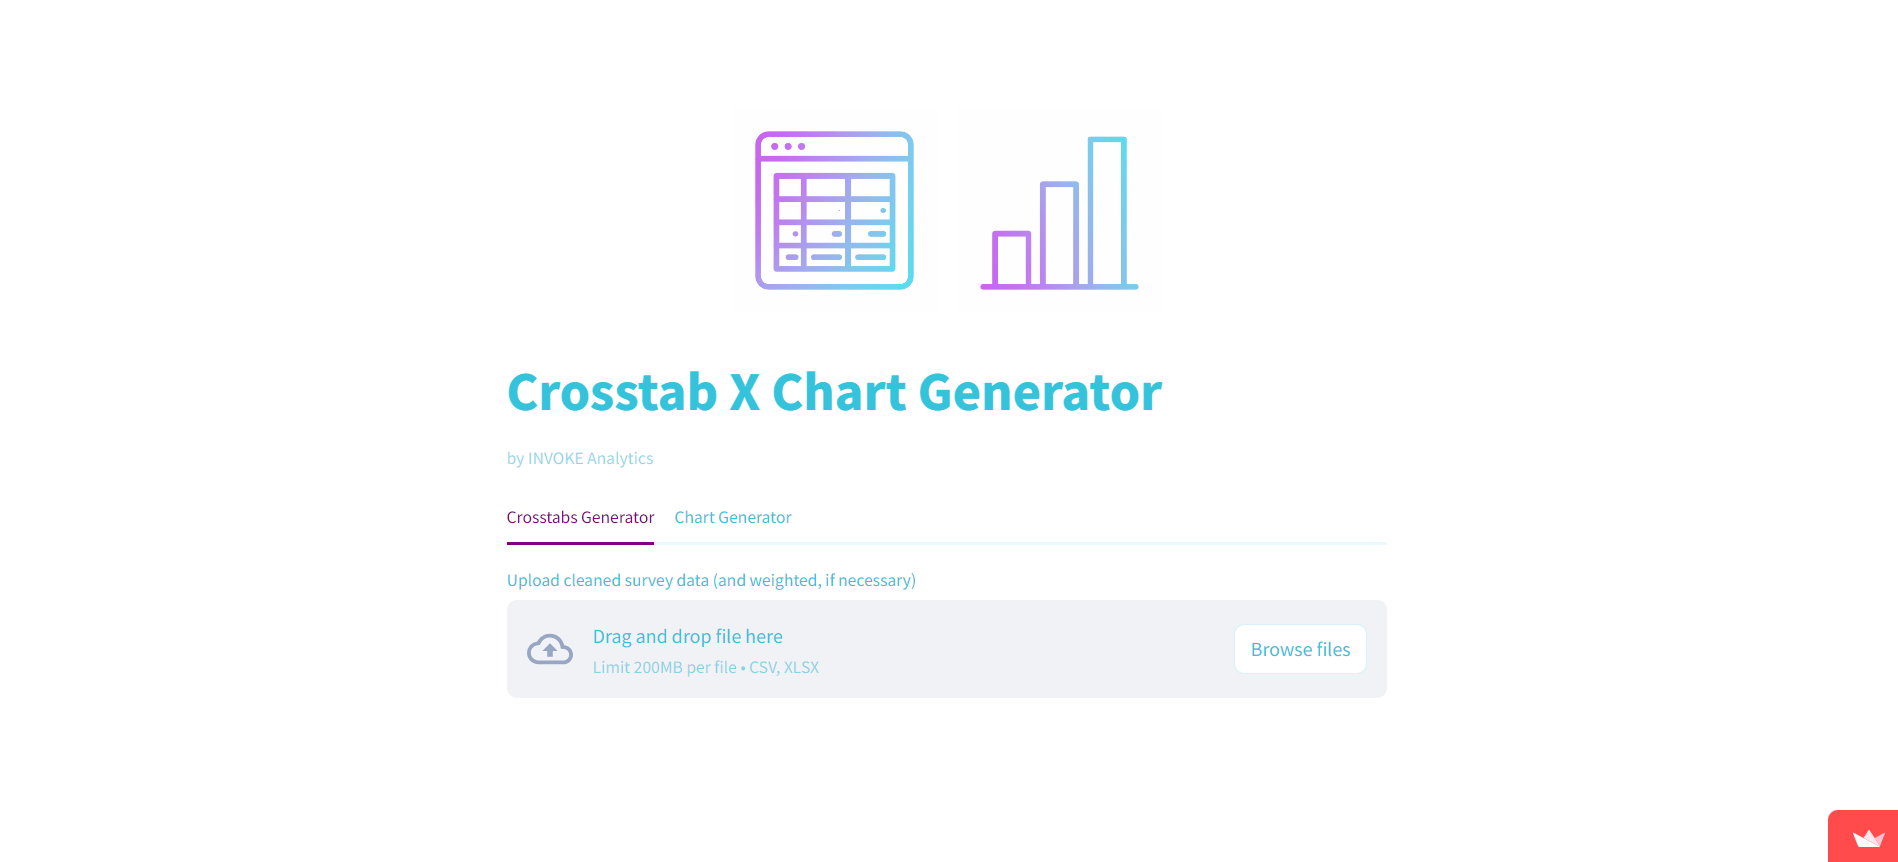 Crosstab X Chart Generator
by INVOKE Analytics
Crosstabs Generator
Chart Generator
Upload cleaned survey data (and weighted, if necessary)
Drag and drop file here
Limit 200MB per file • CSV, XLSX
Browse files